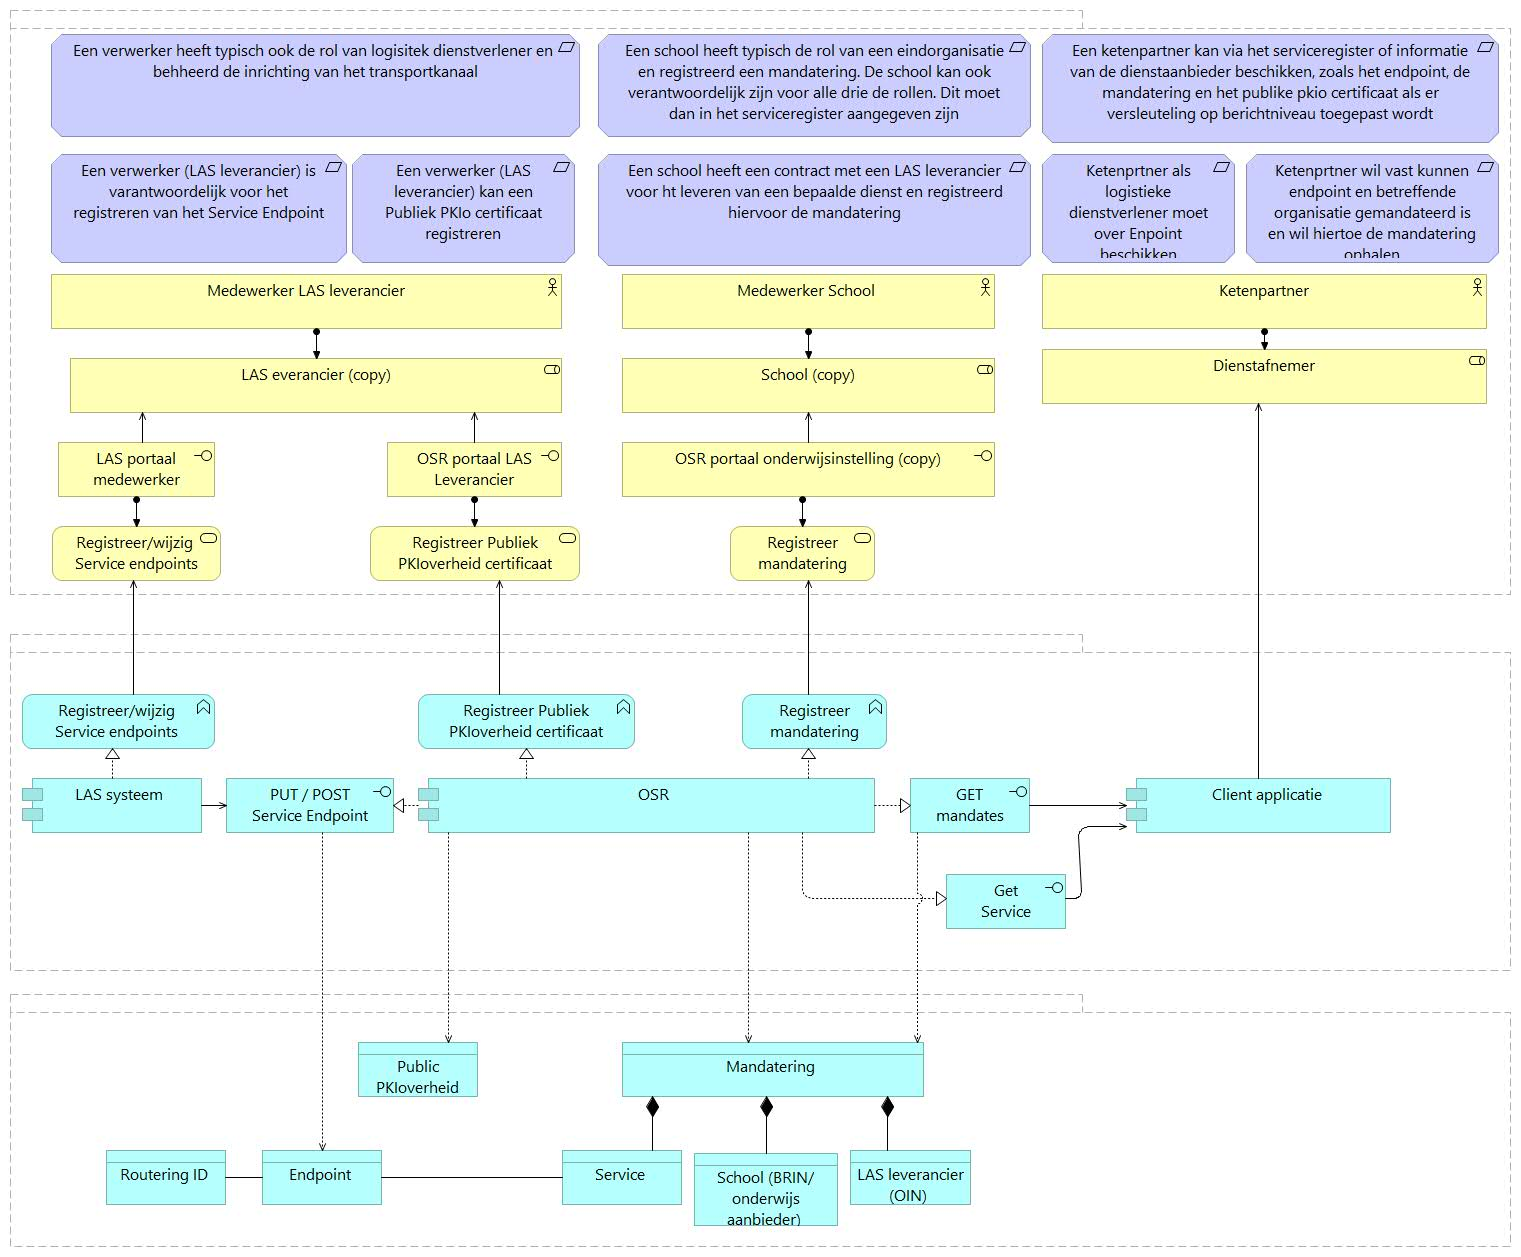 Een verwerker heeft typisch ook de rol van logisitek dienstverlener en
behheerd de inrichting van het transportkanaal
Een school heeft typisch de rol van een eindorganisatie
en registreerd een mandatering. De school kan ook
verantwoordelijk zijn voor alle drie de rollen. Dit moet
dan in het serviceregister aangegeven zijn
Een ketenpartner kan via het serviceregister of informatie
van de dienstaanbieder beschikken, zoals het endpoint, de
mandatering en het publike pkio certificaat als er
versleuteling op berichtniveau toegepast wordt
Een verwerker (LAS leverancier) is
varantwoordelijk voor het
registreren van het Service Endpoint
Een verwerker (LAS
leverancier) kan een
Publiek PKIo certificaat
registreren
Een school heeft een contract met een LAS leverancier
voor ht leveren van een bepaalde dienst en registreerd
hiervoor de mandatering
Ketenprtner als
logistieke
dienstverlener moet
over Enpoint
beschikken
Ketenprtner wil vast kunnen
endpoint en betreffende
organisatie gemandateerd is
en wil hiertoe de mandatering
ophalen
Medewerker LAS leverancier
Medewerker School
Ketenpartner
LAS everancier (copy)
School (copy)
Dienstafnemer
LAS portaal
medewerker
OSR portaal LAS
Leverancier
OSR portaal onderwijsinstelling (copy)
Registreer/wijzig
Service endpoints
Registreer Publiek
PKIoverheid certificaat
Registreer
mandatering
Registreer/wijzig
Service endpoints
Registreer Publiek
PKIoverheid certificaat
Registreer
mandatering
LAS systeem
PUT / POST
Service Endpoint
OSR
GET
mandates
Client applicatie
Get
Service
Public
PKIoverheid
Mandatering
Routering ID
Endpoint
Service
School (BRIN/
onderwijs
aanbieder)
LAS leverancier
(OIN)